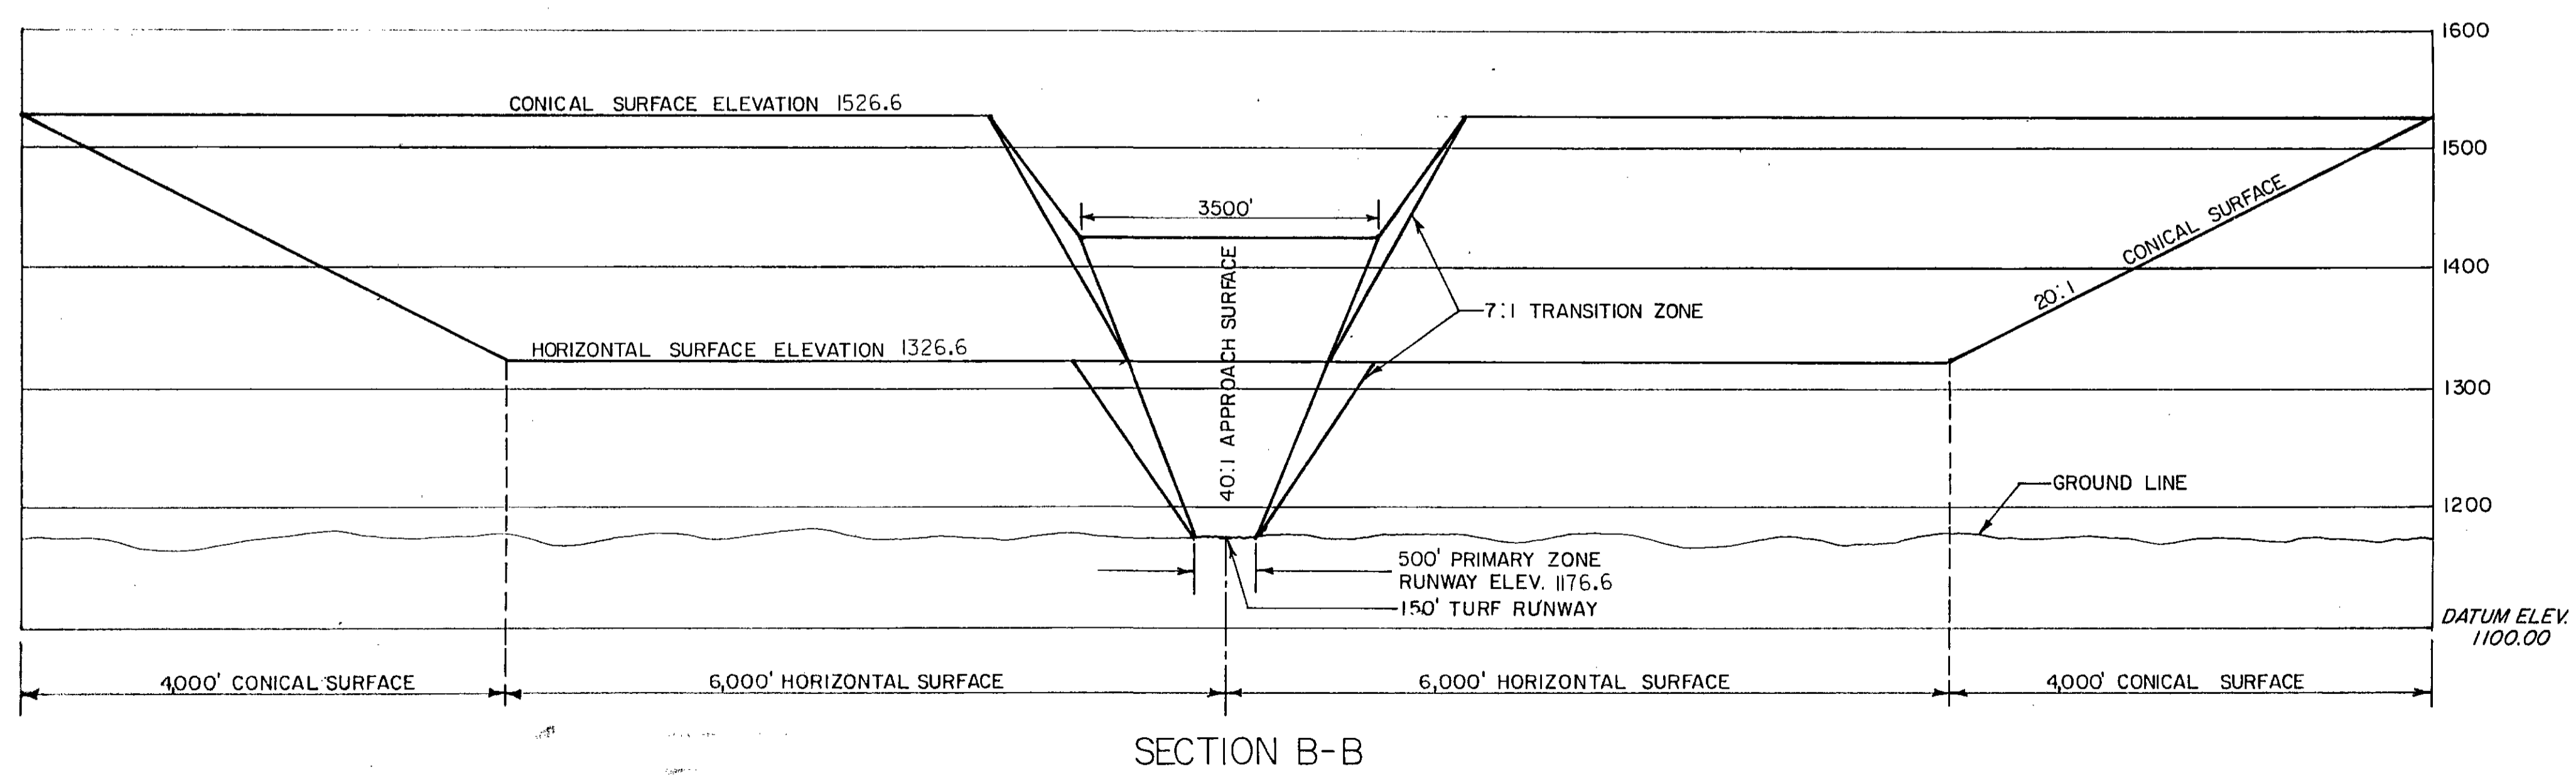 1600
CONICAL SURFACE ELEVATION 1526.6
1500
3500'
CONICAL SURFACE
20:1
1400
40:1 APPROACH SURFACE
7:1 TRANSITION ZONE
HORIZONTAL SURFACE ELEVATION 1326.6
1300
1200
GROUND LINE
500' PRIMARY ZONE
RUNWAY ELEV. 1176.6
150' TURF RUNWAY
DATUM ELEV.
1100.00
4,000' CONICAL SURFACE
6,000' HORIZONTAL SURFACE
6,000' HORIZONTAL SURFACE
4,000' CONICAL SURFACE
SECTION B-B